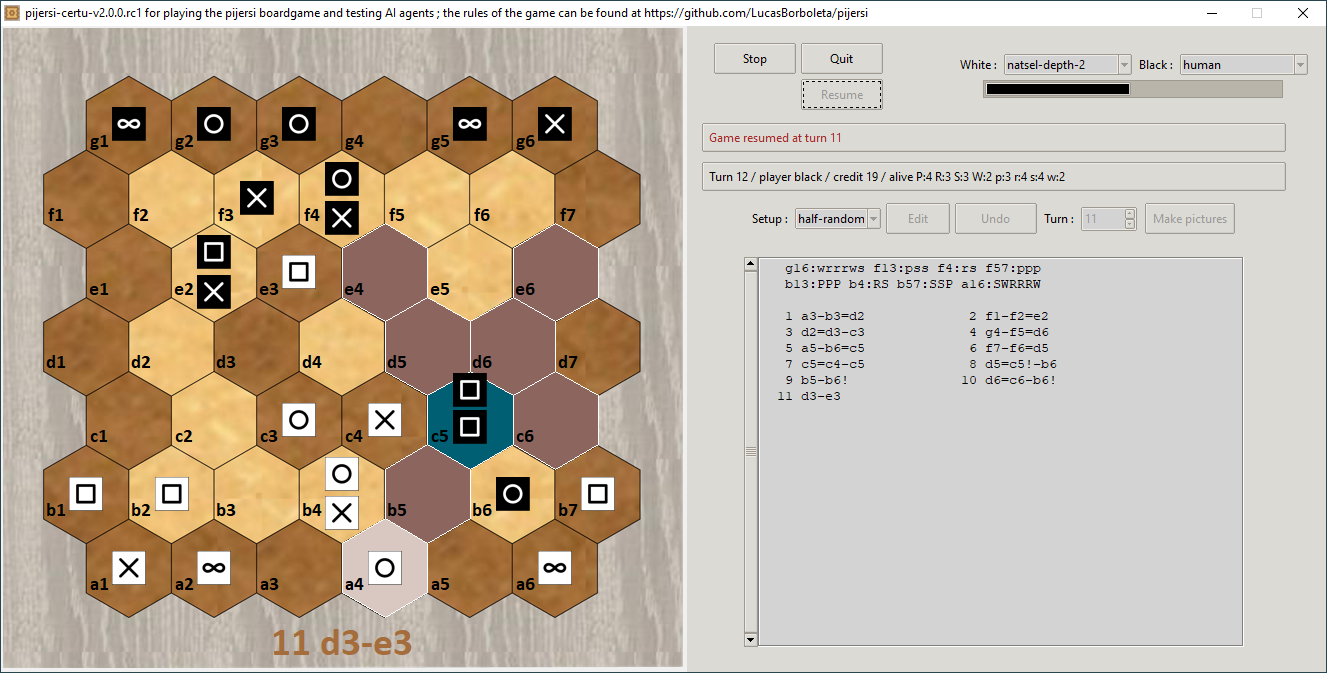 pijersi-certu-v2.0.0.rc1 for playing the pijersi boardgame and testing AI agents ; the rules of the game can be found at https://github.com/LucasBorboleta/pijersi
Stop Quit
Resume
White : natsel-depth-2 Black : human
Game resumed at turn 11
Turn 12 / player black / credit 19 / alive P:4 R:3 S:3 W:2 p:3 r:4 s:4 w:2
Setup : half-random Edit Undo Turn : 11 Make pictures
g16:wrrrws f13:pss f4:rs f57:ppp
b13:PPP b4:RS b57:SSP a16:SWRRRW
1 a3-b3=d2 2 f1-f2=e2
3 d2=d3-c3 4 g4-f5=d6
5 a5-b6=c5 6 f7-f6=d5
7 c5=c4-c5 8 d5=c5!-b6
9 b5-b6! 10 d6=c6-b6!
11 d3-e3
g1 g2 g3 g4 g5 g6
f1 f2 f3 f4 f5 f6 f7
e1 e2 e3 e4 e5 e6
d1 d2 d3 d4 d5 d6 d7
c1 c2 c3 c4 c5 c6
b1 b2 b3 b4 b5 b6 b7
a1 a2 a3 a4 a5 a6
11 d3-e3